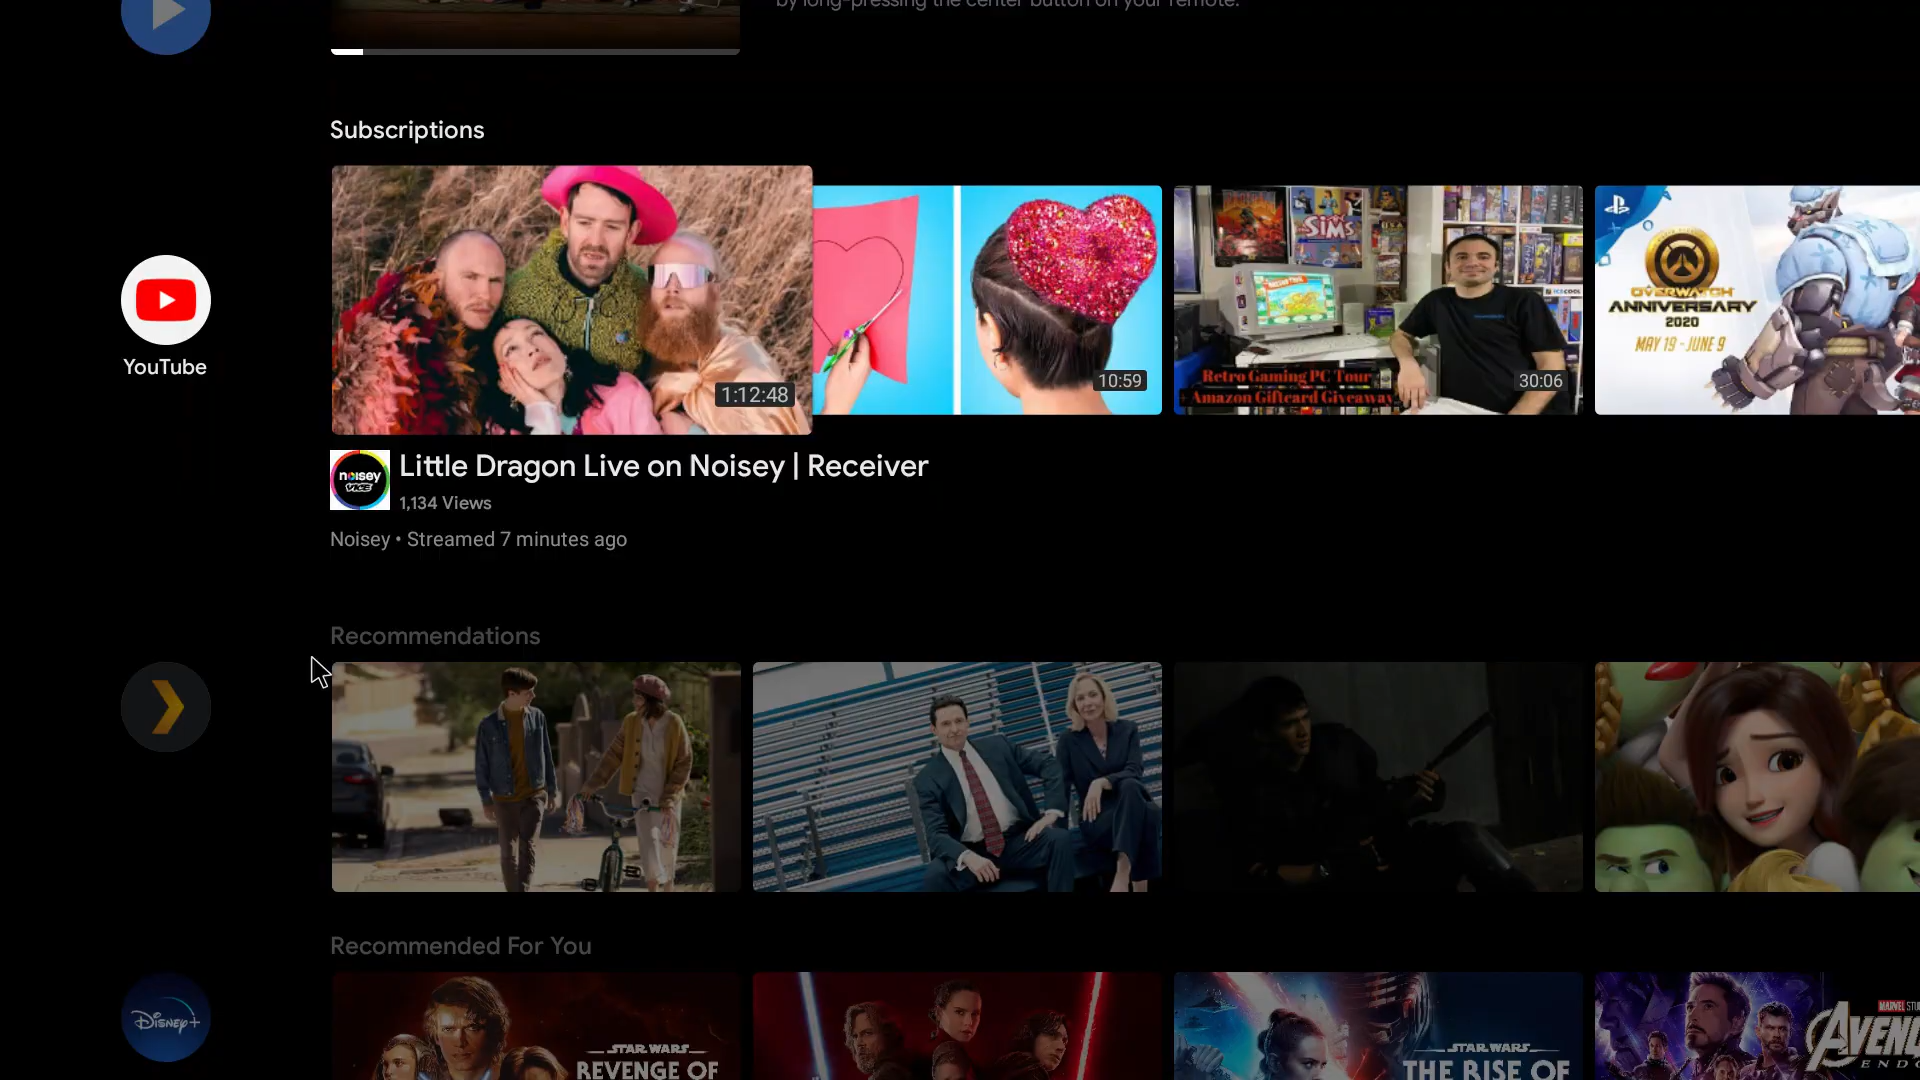 by long-pressing the center button on your remote.
Subscriptions
YouTube
1:12:48
10:59
SIMS
Retro Gaming PC Tour
+ Amazon Giftcard Giveaway
30:06
OVERWATCH
ANNIVERSARY
2020
MAY 19 - JUNE 9
noisey
VICE
Little Dragon Live on Noisey | Receiver
1,134 Views
Noisey • Streamed 7 minutes ago
Recommendations
Recommended For You
Disney+
STAR WARS
REVENGE OF
STAR WARS
THE RISE OF
MARVEL STU
AVENG
ENDG